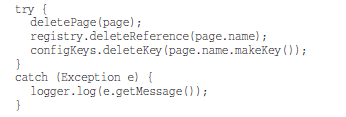 try {
  deletePage(page);
  registry.deleteReference(page.name);
  configKeys.deleteKey(page.name.makeKey());
}
catch (Exception e) {
  logger.log(e.getMessage());
}